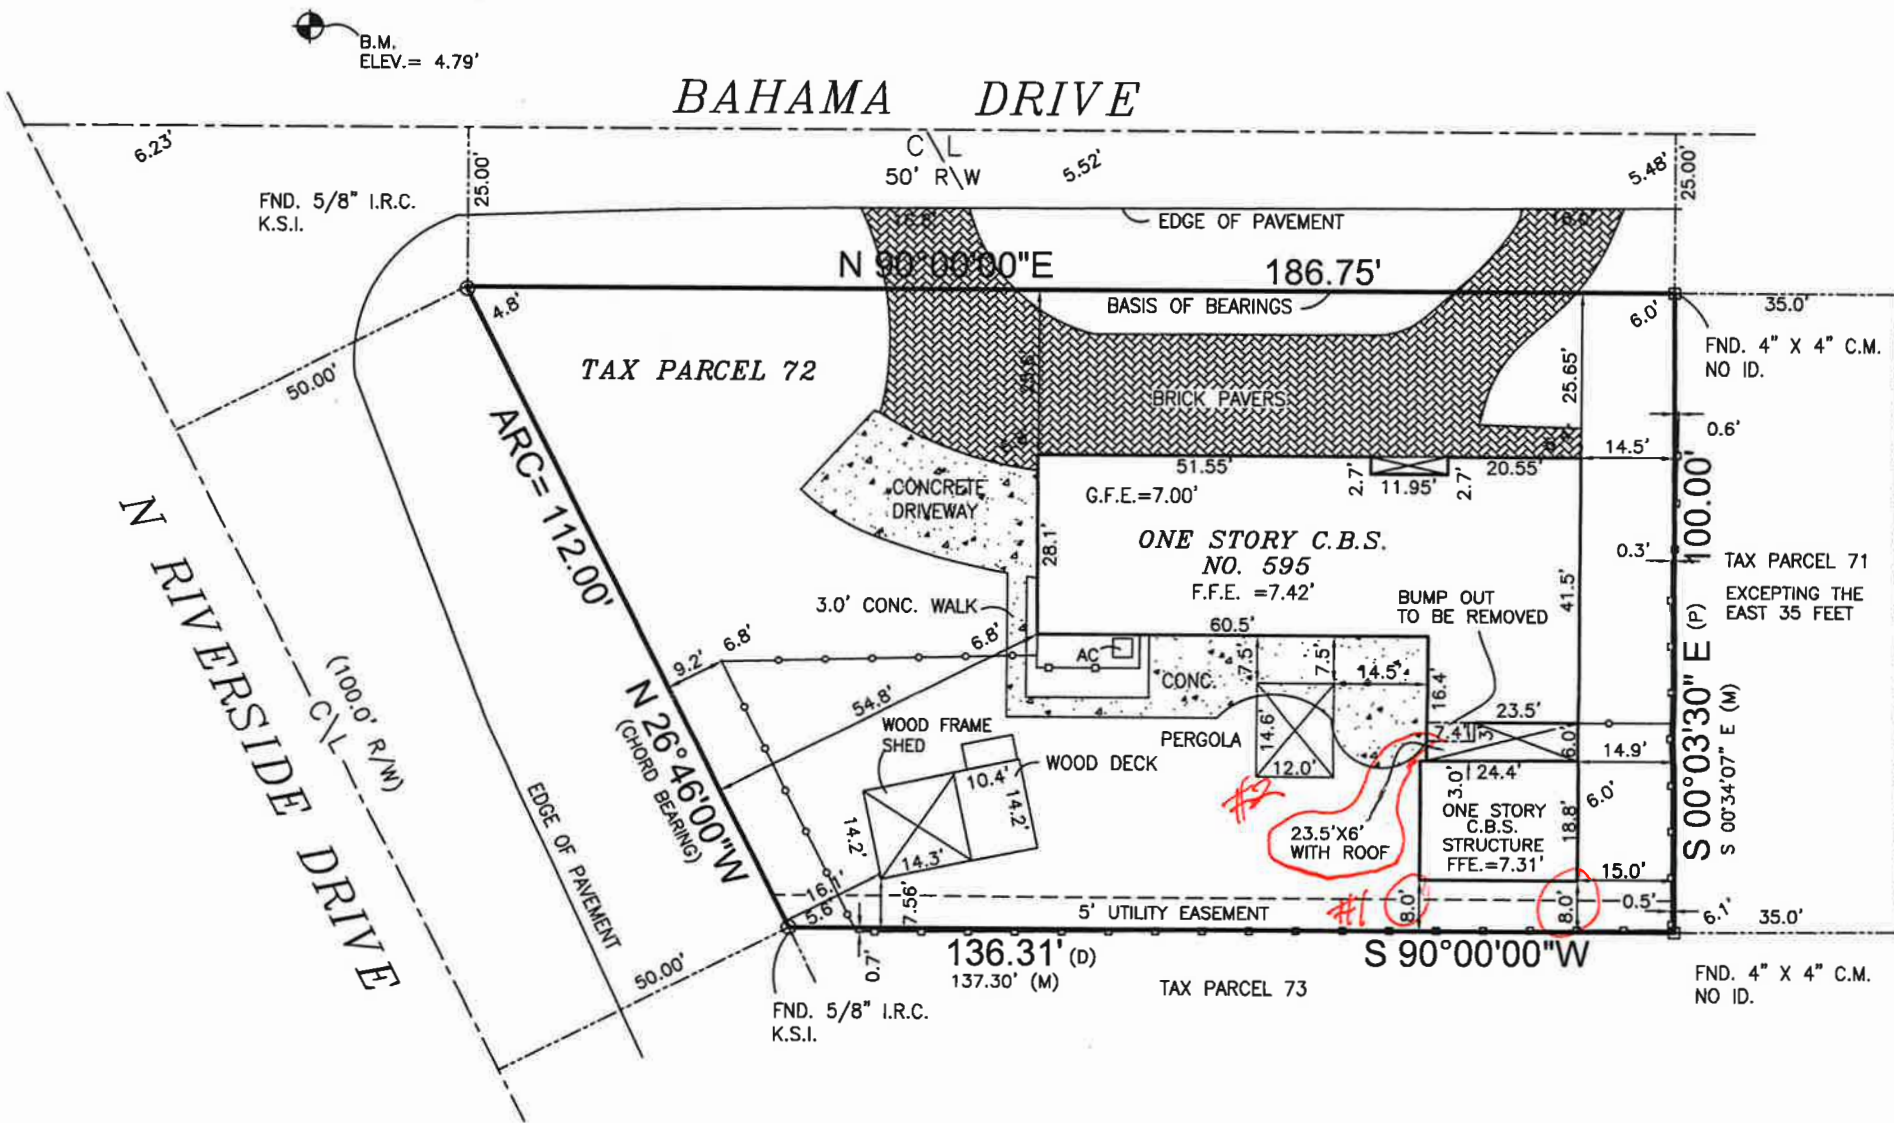 B.M.
ELEV.= 4.79'
BAHAMA DRIVE
6.23'
25.00'
C\L
50' R\W
5.52'
5.48'
25.00'
FND. 5/8" I.R.C.
K.S.I.
EDGE OF PAVEMENT
N 90°00'00"E
186.75'
BASIS OF BEARINGS
4.8'
6.0'
35.0'
FND. 4" X 4" C.M.
NO ID.
50.00'
TAX PARCEL 72
25.65'
BRICK PAVERS
0.6'
14.5'
51.55'
20.55'
2.7'
11.95'
2.7'
G.F.E.=7.00'
CONCRETE
DRIVEWAY
ARC= 112.00'
N RIVERSIDE DRIVE
(100.0' R/W)
C\L
28.1'
ONE STORY C.B.S.
NO. 595
F.F.E. =7.42'
41.5'
0.3'
100.00'
S 00°03'30" E (P)
S 00°34'07" E (M)
TAX PARCEL 71
EXCEPTING THE
EAST 35 FEET
3.0' CONC. WALK
BUMP OUT
TO BE REMOVED
60.5'
9.2'
6.8'
6.8'
AC
CONC.
7.5'
7.5'
14.5'
16.4'
54.8'
N 26°46'00"W
(CHORD BEARING)
WOOD FRAME
SHED
WOOD DECK
10.4'
14.2'
14.2'
14.3'
PERGOLA
14.6'
12.0'
23.5'
7.4'
6.0'
14.9'
3.0'
24.4'
#2
23.5'X6'
WITH ROOF
ONE STORY
C.B.S.
STRUCTURE
FFE.=7.31'
18.8'
6.0'
15.0'
EDGE OF PAVEMENT
16.1'
5.6'
7.56'
5' UTILITY EASEMENT
#1
8.0'
8.0'
0.5'
6.1'
35.0'
50.00'
0.7'
136.31' (D)
137.30' (M)
S 90°00'00"W
TAX PARCEL 73
FND. 5/8" I.R.C.
K.S.I.
FND. 4" X 4" C.M.
NO ID.